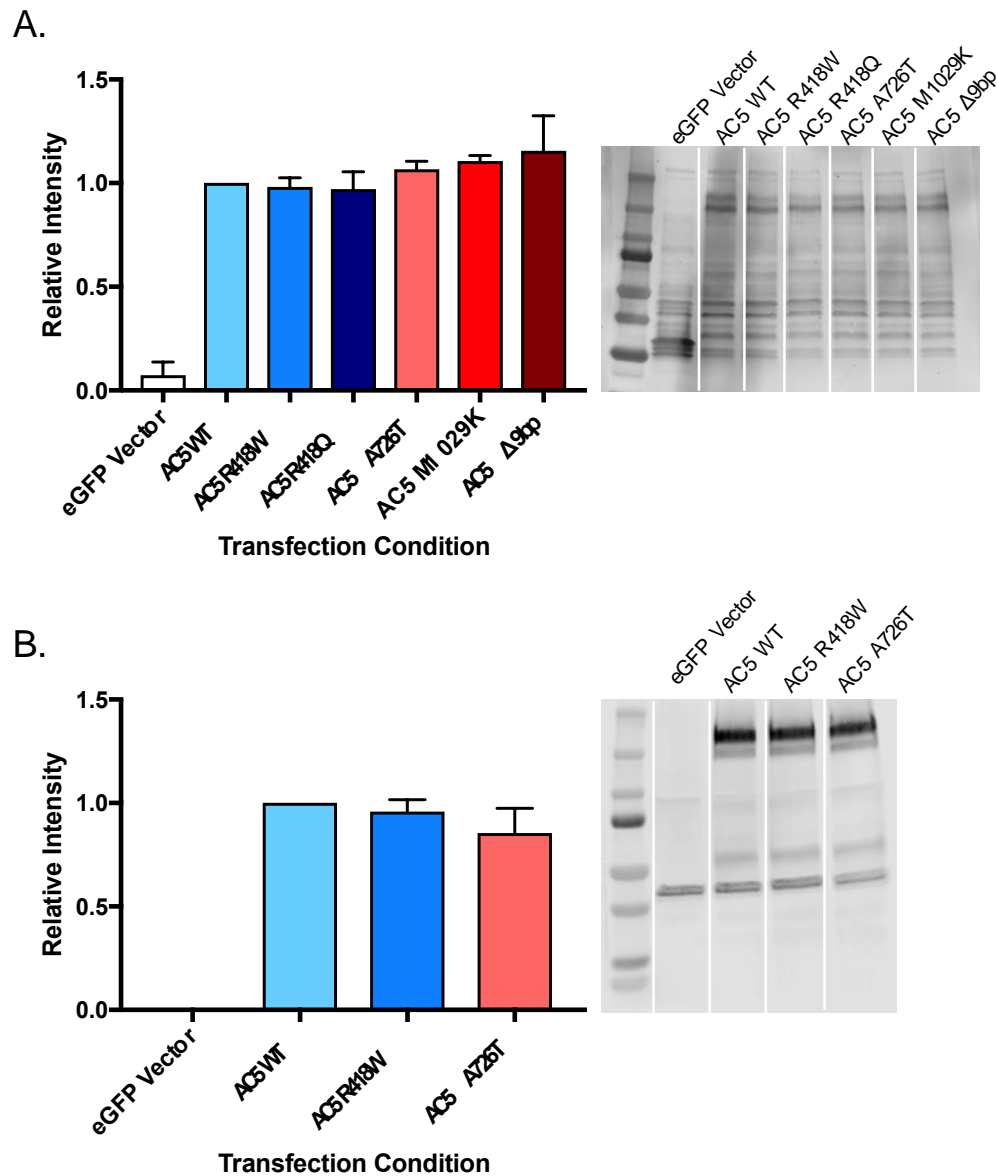 A.
1.5
1.0
0.5
0.0
Relative Intensity
eGFP Vector
AC5 WT
AC5 R418W
AC5 R418Q
AC5 A726T
AC5 M1029K
AC5 Δ9bp
Transfection Condition
eGFP Vector
AC5 WT
AC5 R418W
AC5 R418Q
AC5 A726T
AC5 M1029K
AC5 Δ9bp
B.
1.5
1.0
0.5
0.0
Relative Intensity
eGFP Vector
AC5 WT
AC5 R418W
AC5 A726T
Transfection Condition
eGFP Vector
AC5 WT
AC5 R418W
AC5 A726T